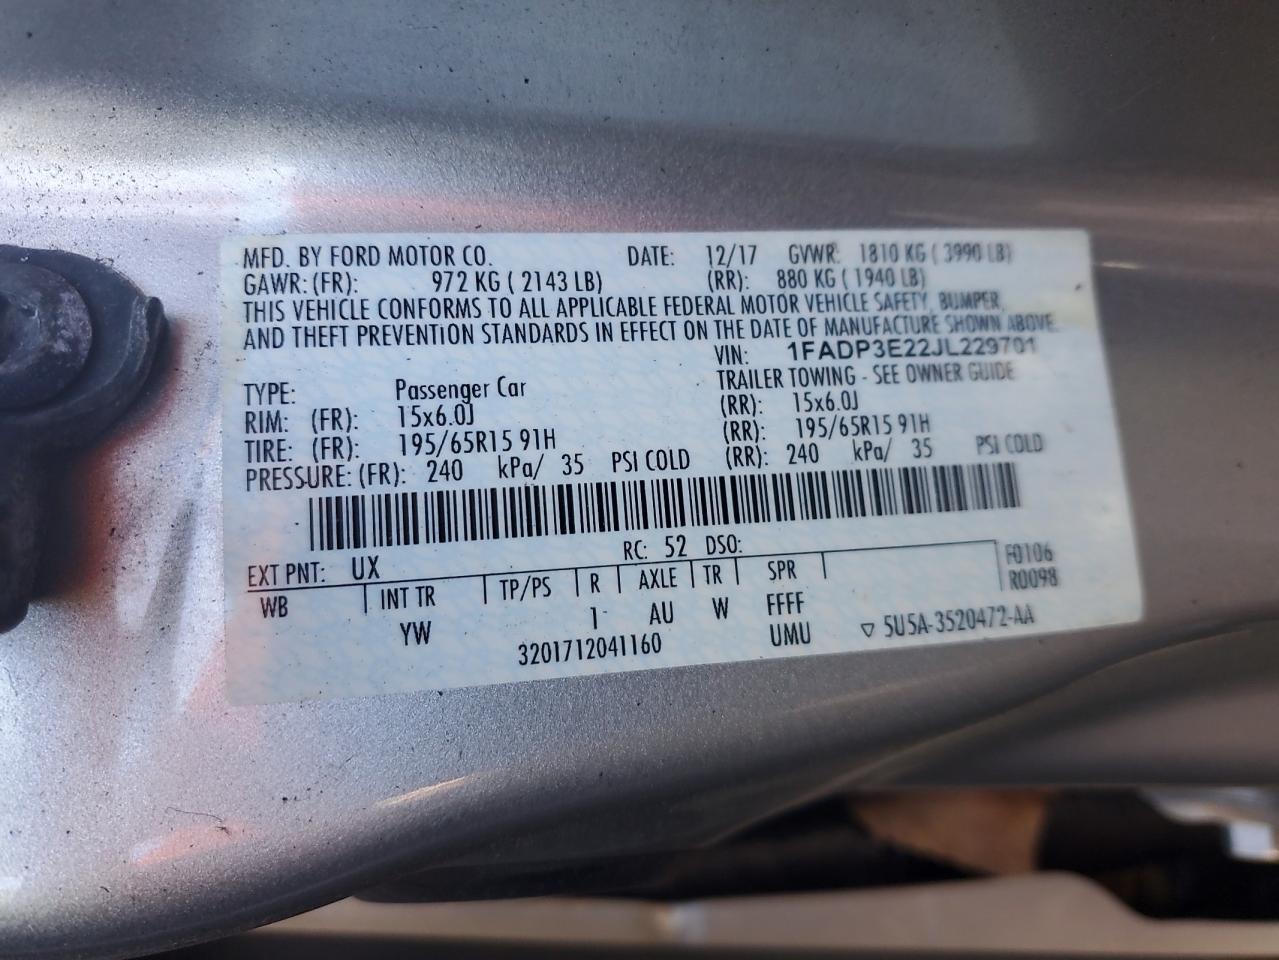 MFD. BY FORD MOTOR CO. DATE: 12/17 GVWR: 1810 KG ( 3990 LB)
GAWR: (FR): 972 KG ( 2143 LB) (RR): 880 KG ( 1940 LB)
THIS VEHICLE CONFORMS TO ALL APPLICABLE FEDERAL MOTOR VEHICLE SAFETY, BUMPER,
AND THEFT PREVENTION STANDARDS IN EFFECT ON THE DATE OF MANUFACTURE SHOWN ABOVE.
VIN: 1FADP3E22JL229701
TYPE: Passenger Car TRAILER TOWING - SEE OWNER GUIDE
RIM: (FR): 15x6.0J (RR): 15x6.0J
TIRE: (FR): 195/65R15 91H (RR): 195/65R15 91H
PRESSURE: (FR): 240 kPa/ 35 PSI COLD (RR): 240 kPa/ 35 PSI COLD
EXT PNT: UX RC: 52 DSO: F0106
WB INT TR TP/PS R AXLE TR SPR R0098
YW 1- AU W FFFF
3201712041160 UMU ▽ 5U5A-3520472-AA